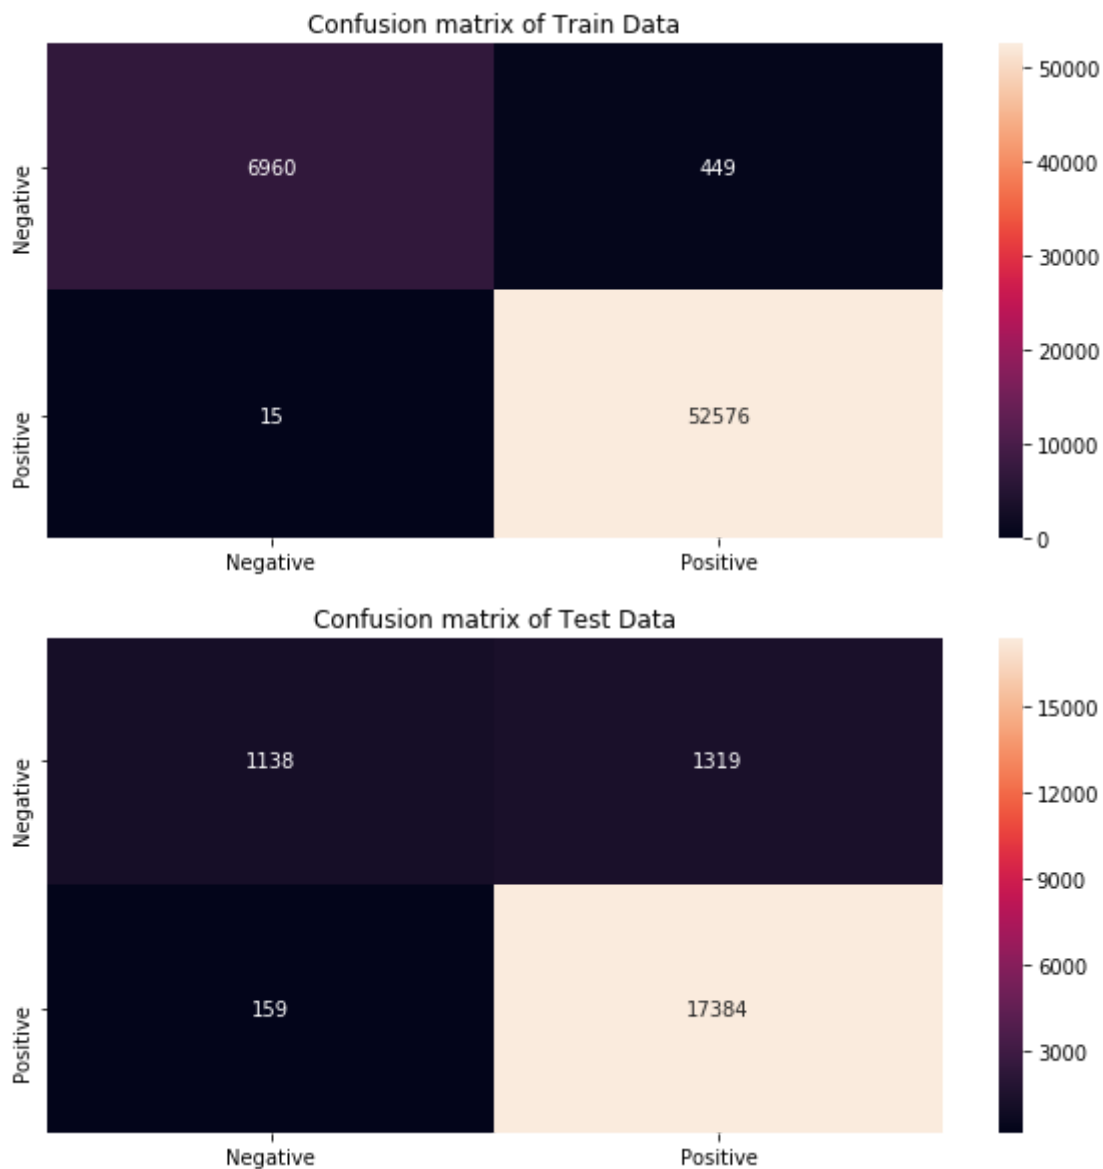 Confusion matrix of Train Data
Negative
6960
449
Positive
15
52576
Negative
Positive
50000
40000
30000
20000
10000
0
Confusion matrix of Test Data
Negative
1138
1319
Positive
159
17384
Negative
Positive
15000
12000
9000
6000
3000